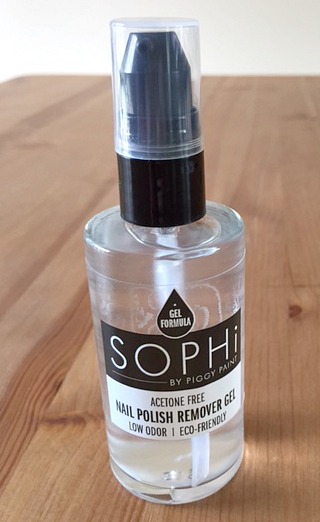 GEL
FORMULA
SOPHi
BY PIGGY PAINT
ACETONE FREE
NAIL POLISH REMOVER GEL
LOW ODOR | ECO-FRIENDLY